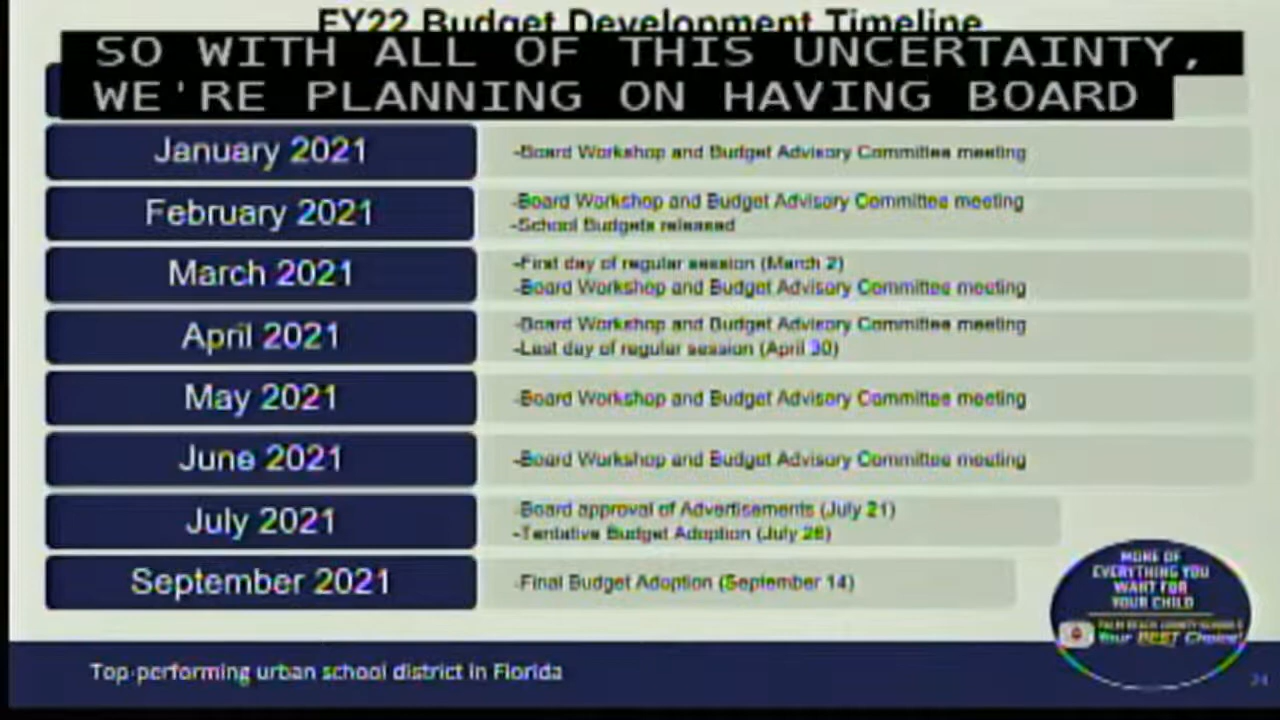 FY22 Budget Development Timeline
SO WITH ALL OF THIS UNCERTAINTY,
WE'RE PLANNING ON HAVING BOARD
January 2021
-Board Workshop and Budget Advisory Committee meeting
February 2021
-Board Workshop and Budget Advisory Committee meeting
-School Budgets released
March 2021
-First day of regular session (March 2)
-Board Workshop and Budget Advisory Committee meeting
April 2021
-Board Workshop and Budget Advisory Committee meeting
-Last day of regular session (April 30)
May 2021
-Board Workshop and Budget Advisory Committee meeting
June 2021
-Board Workshop and Budget Advisory Committee meeting
July 2021
-Board approval of Advertisements (July 21)
-Tentative Budget Adoption (July 28)
September 2021
-Final Budget Adoption (September 14)
MORE OF
EVERYTHING YOU
WANT FOR
YOUR CHILD
PALM BEACH COUNTY SCHOOLS
Your BEST Choice!
Top-performing urban school district in Florida
24